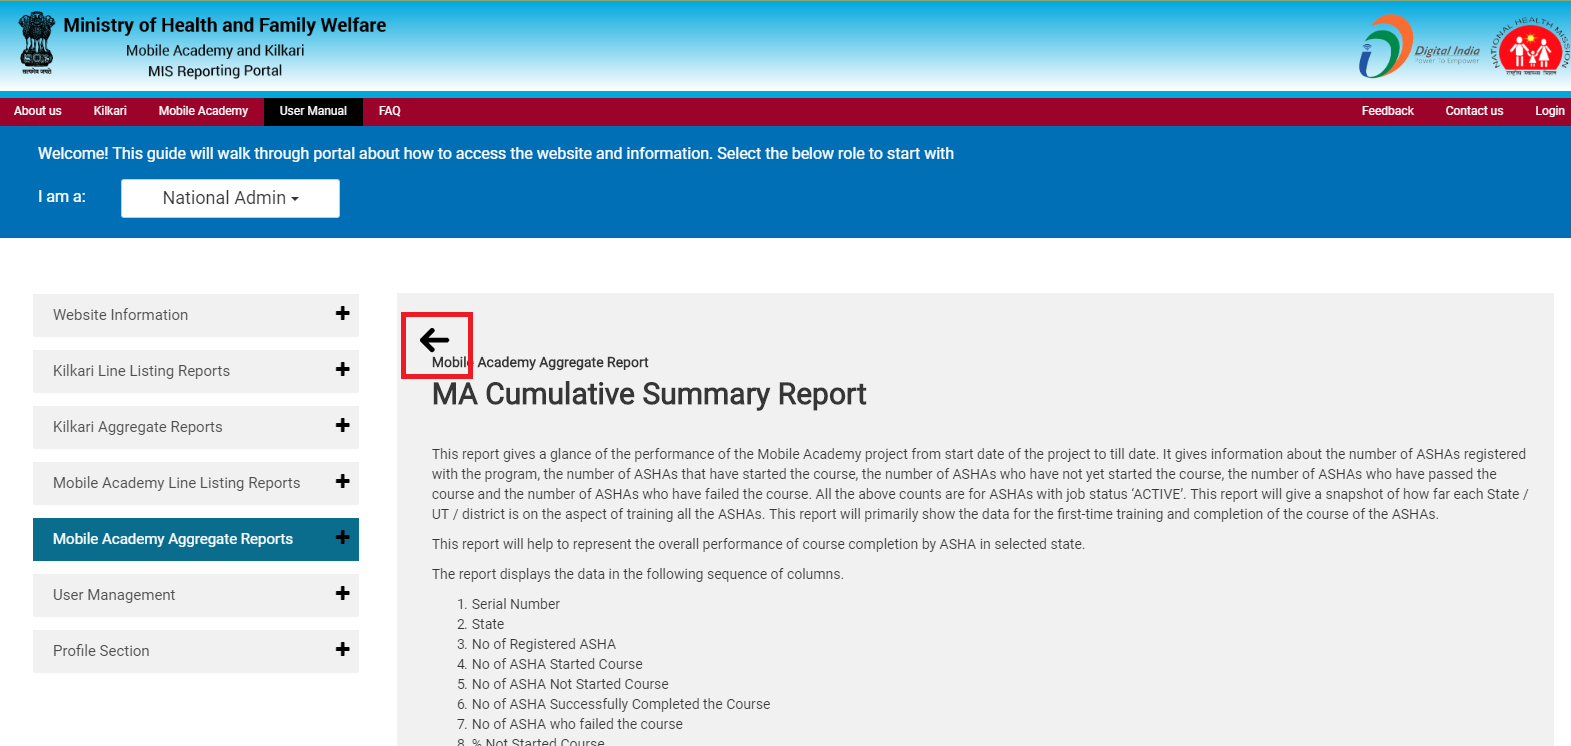 Ministry of Health and Family Welfare
Mobile Academy and Kilkari
MIS Reporting Portal
सत्यमेव जयते
Digital India
Power To Empower
NATIONAL HEALTH MISSION
राष्ट्रीय स्वास्थ्य मिशन
About us Kilkari Mobile Academy User Manual FAQ Feedback Contact us Login
Welcome! This guide will walk through portal about how to access the website and information. Select the below role to start with
I am a: National Admin
Website Information
Kilkari Line Listing Reports
Kilkari Aggregate Reports
Mobile Academy Line Listing Reports
Mobile Academy Aggregate Reports
User Management
Profile Section
Mobile Academy Aggregate Report
MA Cumulative Summary Report
This report gives a glance of the performance of the Mobile Academy project from start date of the project to till date. It gives information about the number of ASHAs registered
with the program, the number of ASHAs that have started the course, the number of ASHAs who have not yet started the course, the number of ASHAs who have passed the
course and the number of ASHAs who have failed the course. All the above counts are for ASHAs with job status ‘ACTIVE’. This report will give a snapshot of how far each State /
UT / district is on the aspect of training all the ASHAs. This report will primarily show the data for the first-time training and completion of the course of the ASHAs.
This report will help to represent the overall performance of course completion by ASHA in selected state.
The report displays the data in the following sequence of columns.
1. Serial Number
2. State
3. No of Registered ASHA
4. No of ASHA Started Course
5. No of ASHA Not Started Course
6. No of ASHA Successfully Completed the Course
7. No of ASHA who failed the course
8. % Not Started Course